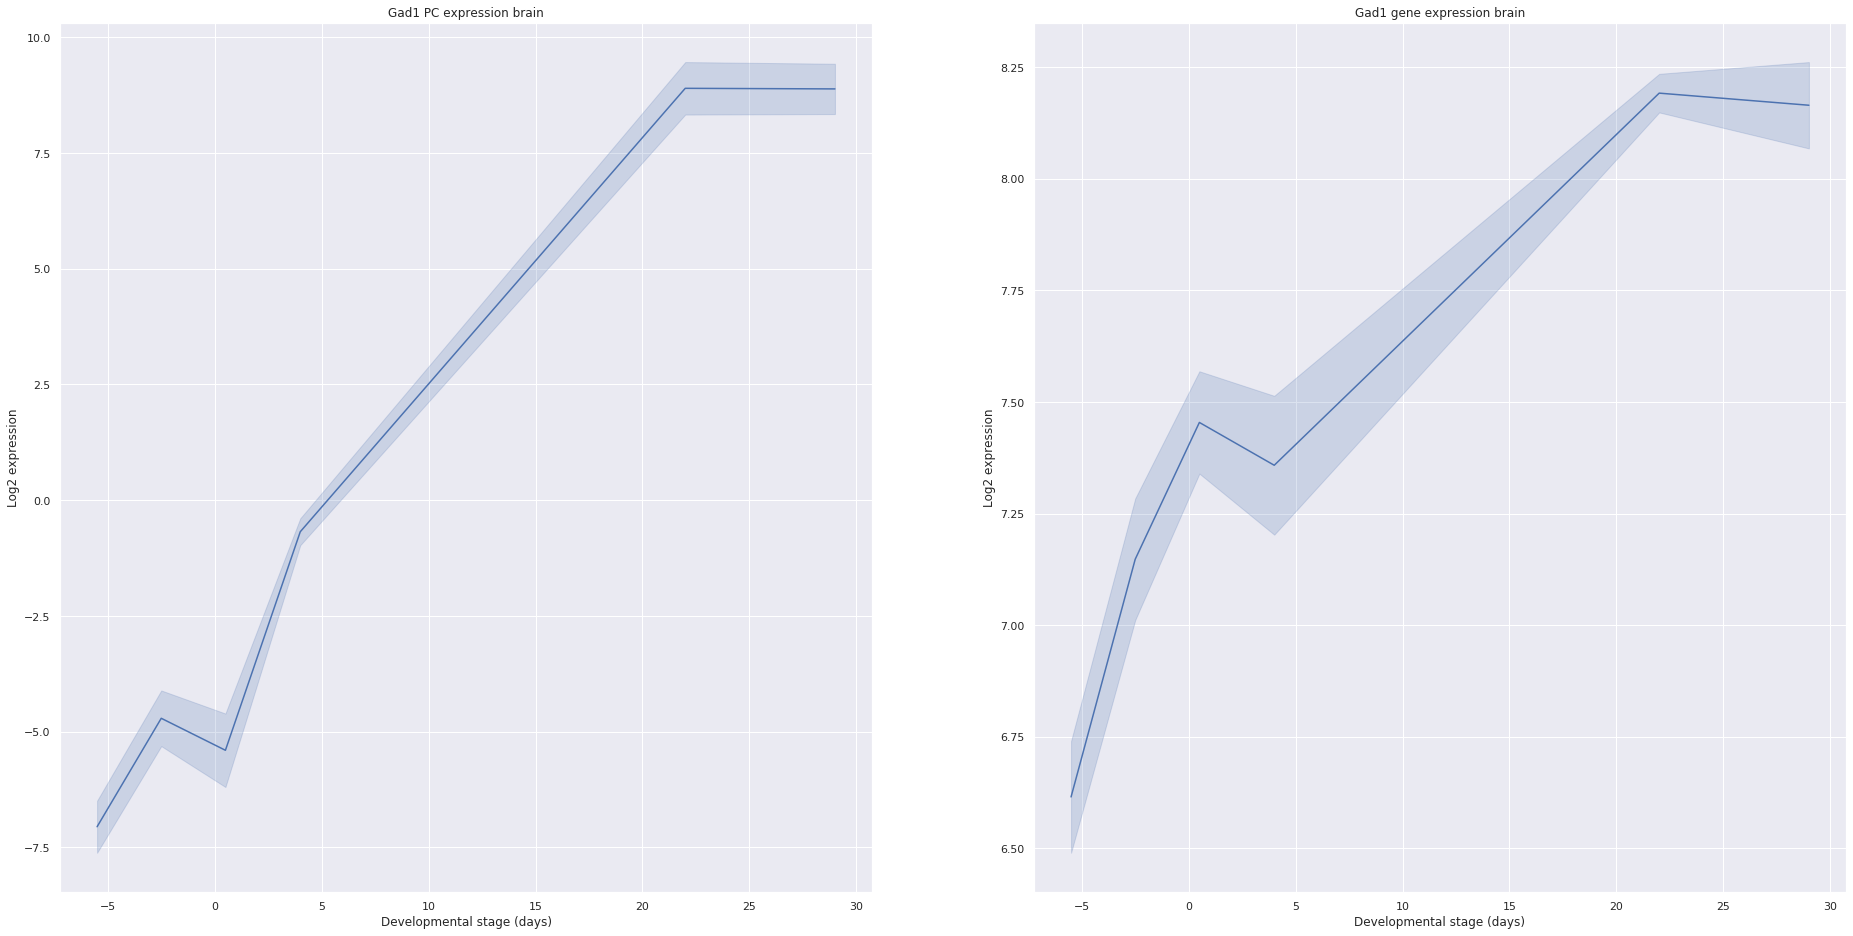 Gad1 PC expression brain
10.0
7.5
5.0
2.5
0.0
−2.5
−5.0
−7.5
Log2 expression
−5 0 5 10 15 20 25 30
Developmental stage (days)
Gad1 gene expression brain
8.25
8.00
7.75
7.50
7.25
7.00
6.75
6.50
Log2 expression
−5 0 5 10 15 20 25 30
Developmental stage (days)